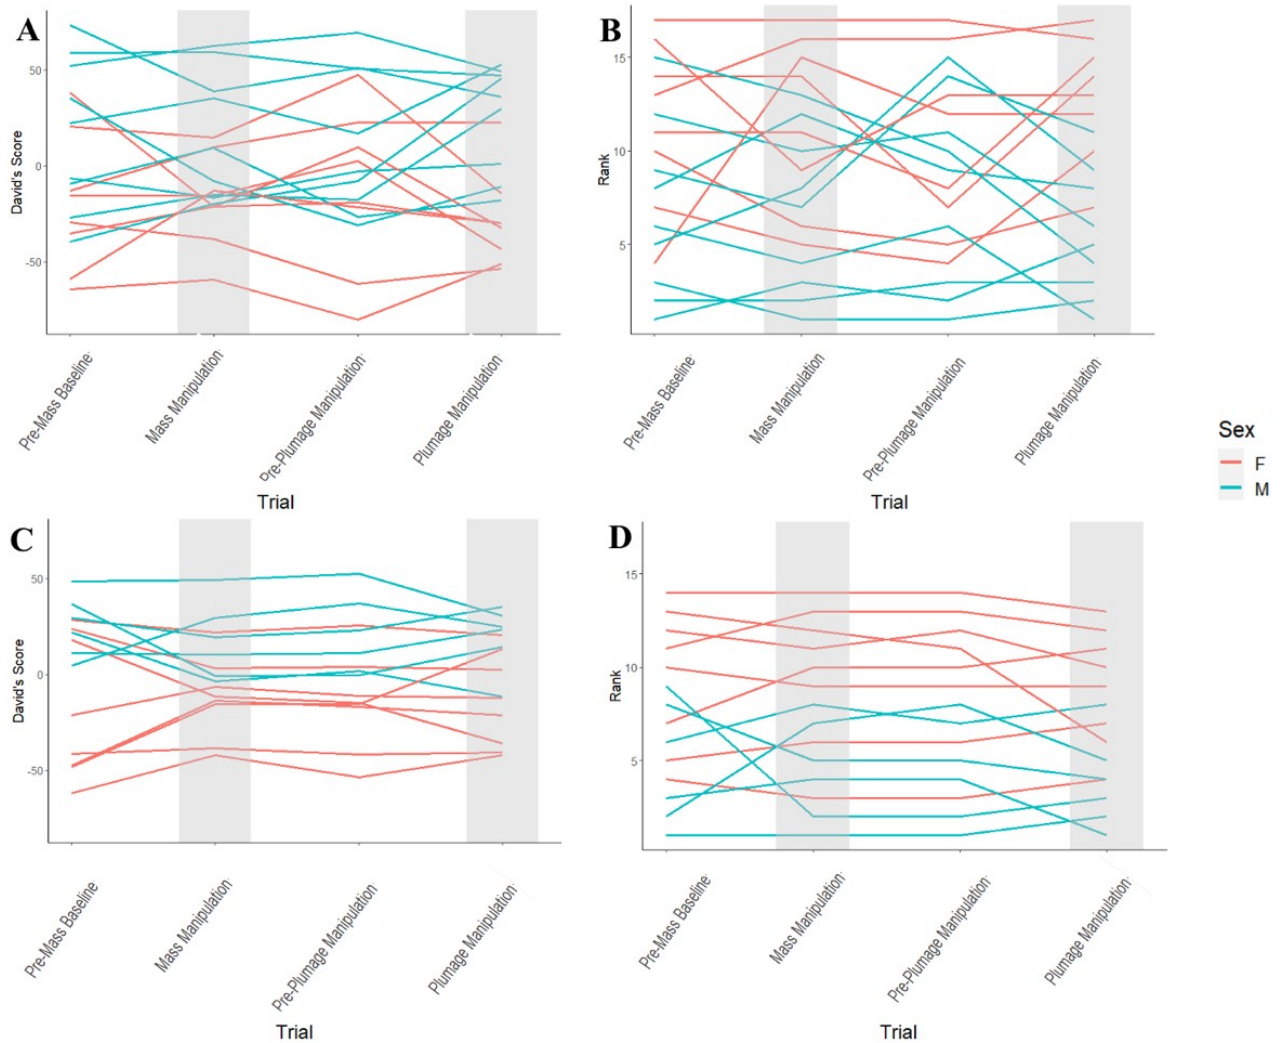 A
David's Score
50
0
-50
Pre-Mass Baseline
Mass Manipulation
Pre-Plumage Manipulation
Plumage Manipulation
Trial
B
Rank
15
10
5
Pre-Mass Baseline
Mass Manipulation
Pre-Plumage Manipulation
Plumage Manipulation
Trial
Sex
F
M
C
David's Score
50
0
-50
Pre-Mass Baseline
Mass Manipulation
Pre-Plumage Manipulation
Plumage Manipulation
Trial
D
Rank
15
10
5
Pre-Mass Baseline
Mass Manipulation
Pre-Plumage Manipulation
Plumage Manipulation
Trial